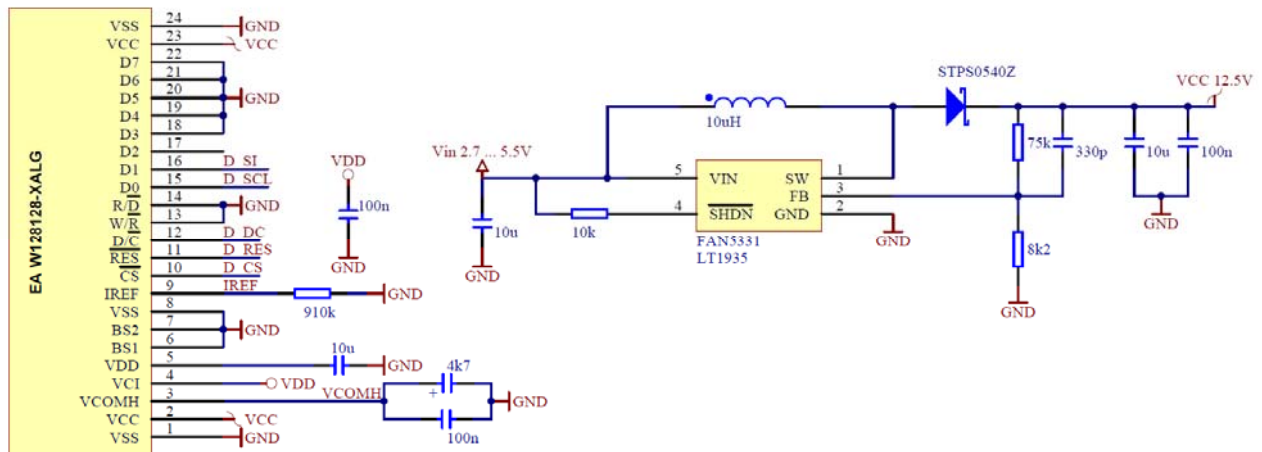 EA W128128-XALG
VSS 24 GND
VCC 23 VCC
D7 22
D6 21
D5 20 GND
D4 19
D3 18
D2 17
D1 16 D_SI
D0 15 D_SCL
R/D 14 GND
W/R 13
D/C 12 D_DC
RES 11 D_RES
CS 10 D_CS
IREF 9 IREF 910k GND
VSS 8
BS2 7 GND
BS1 6
VDD 5 10u GND
VCI 4 VDD
VCOMH 3 VCOMH 4k7 + 100n GND
VCC 2 VCC
VSS 1 GND
VDD
100n
GND
Vin 2.7 ... 5.5V
10u
GND
10k
10uH
5 VIN SW 1
FB 3
4 SHDN GND 2
GND
FAN5331
LT1935
STPS0540Z
VCC 12.5V
75k 330p 10u 100n
GND
8k2
GND